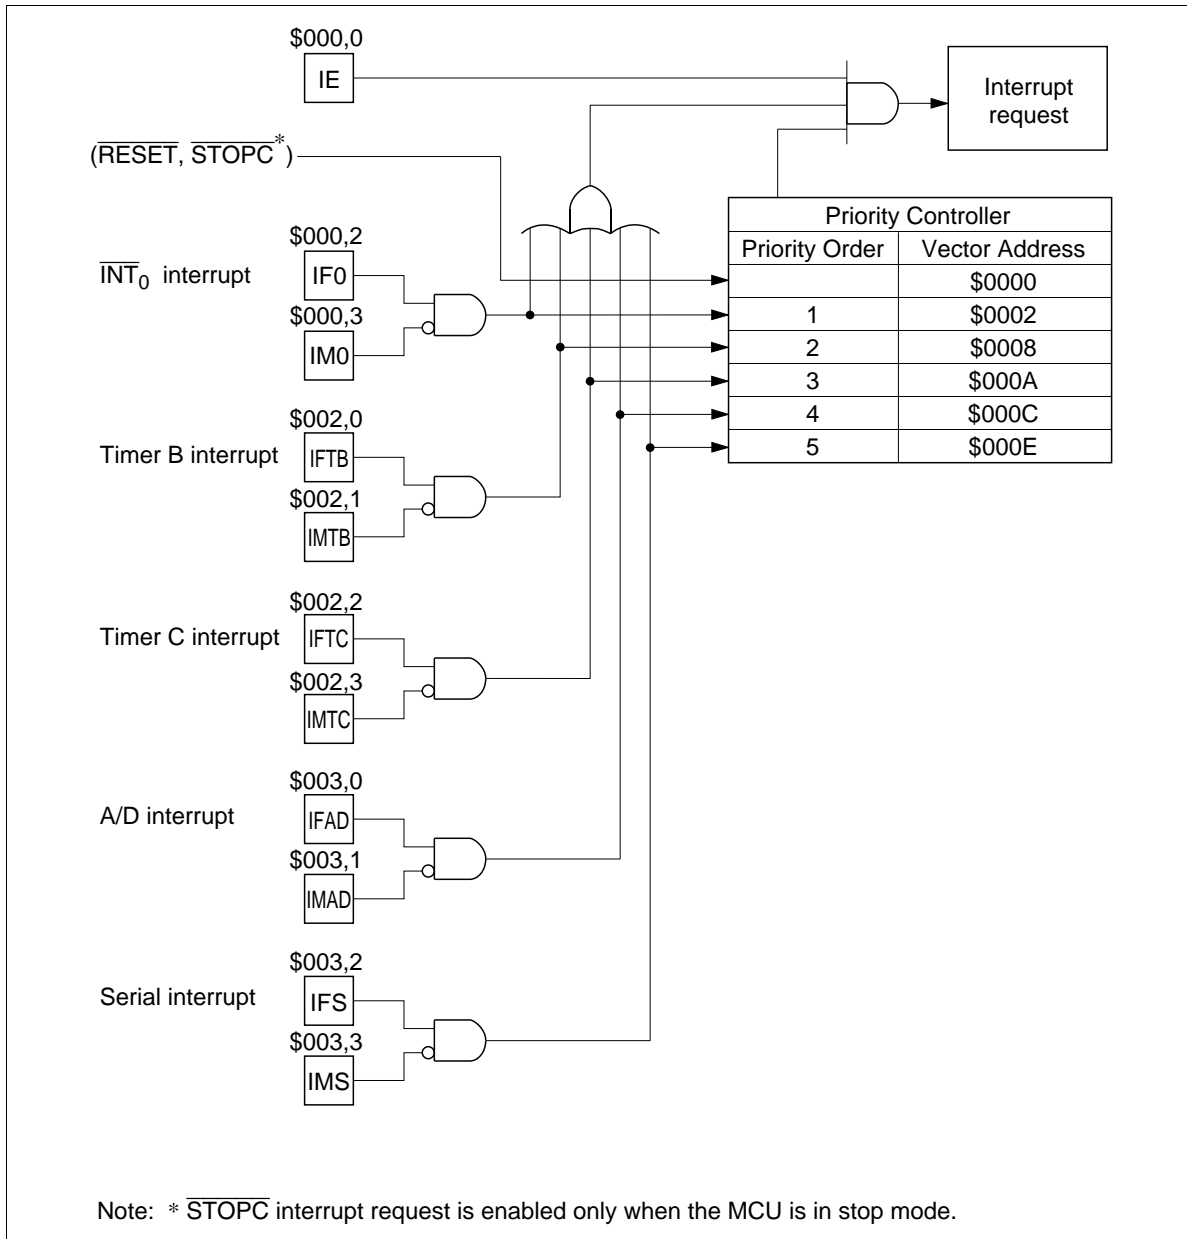 $000,0
IE
Interrupt
request
(RESET, STOPC*)
Priority Controller
Priority Order Vector Address
$0000
1 $0002
2 $0008
3 $000A
4 $000C
5 $000E
$000,2
INT0 interrupt
IF0
$000,3
IM0
$002,0
Timer B interrupt
IFTB
$002,1
IMTB
$002,2
Timer C interrupt
IFTC
$002,3
IMTC
$003,0
A/D interrupt
IFAD
$003,1
IMAD
$003,2
Serial interrupt
IFS
$003,3
IMS
Note: * STOPC interrupt request is enabled only when the MCU is in stop mode.